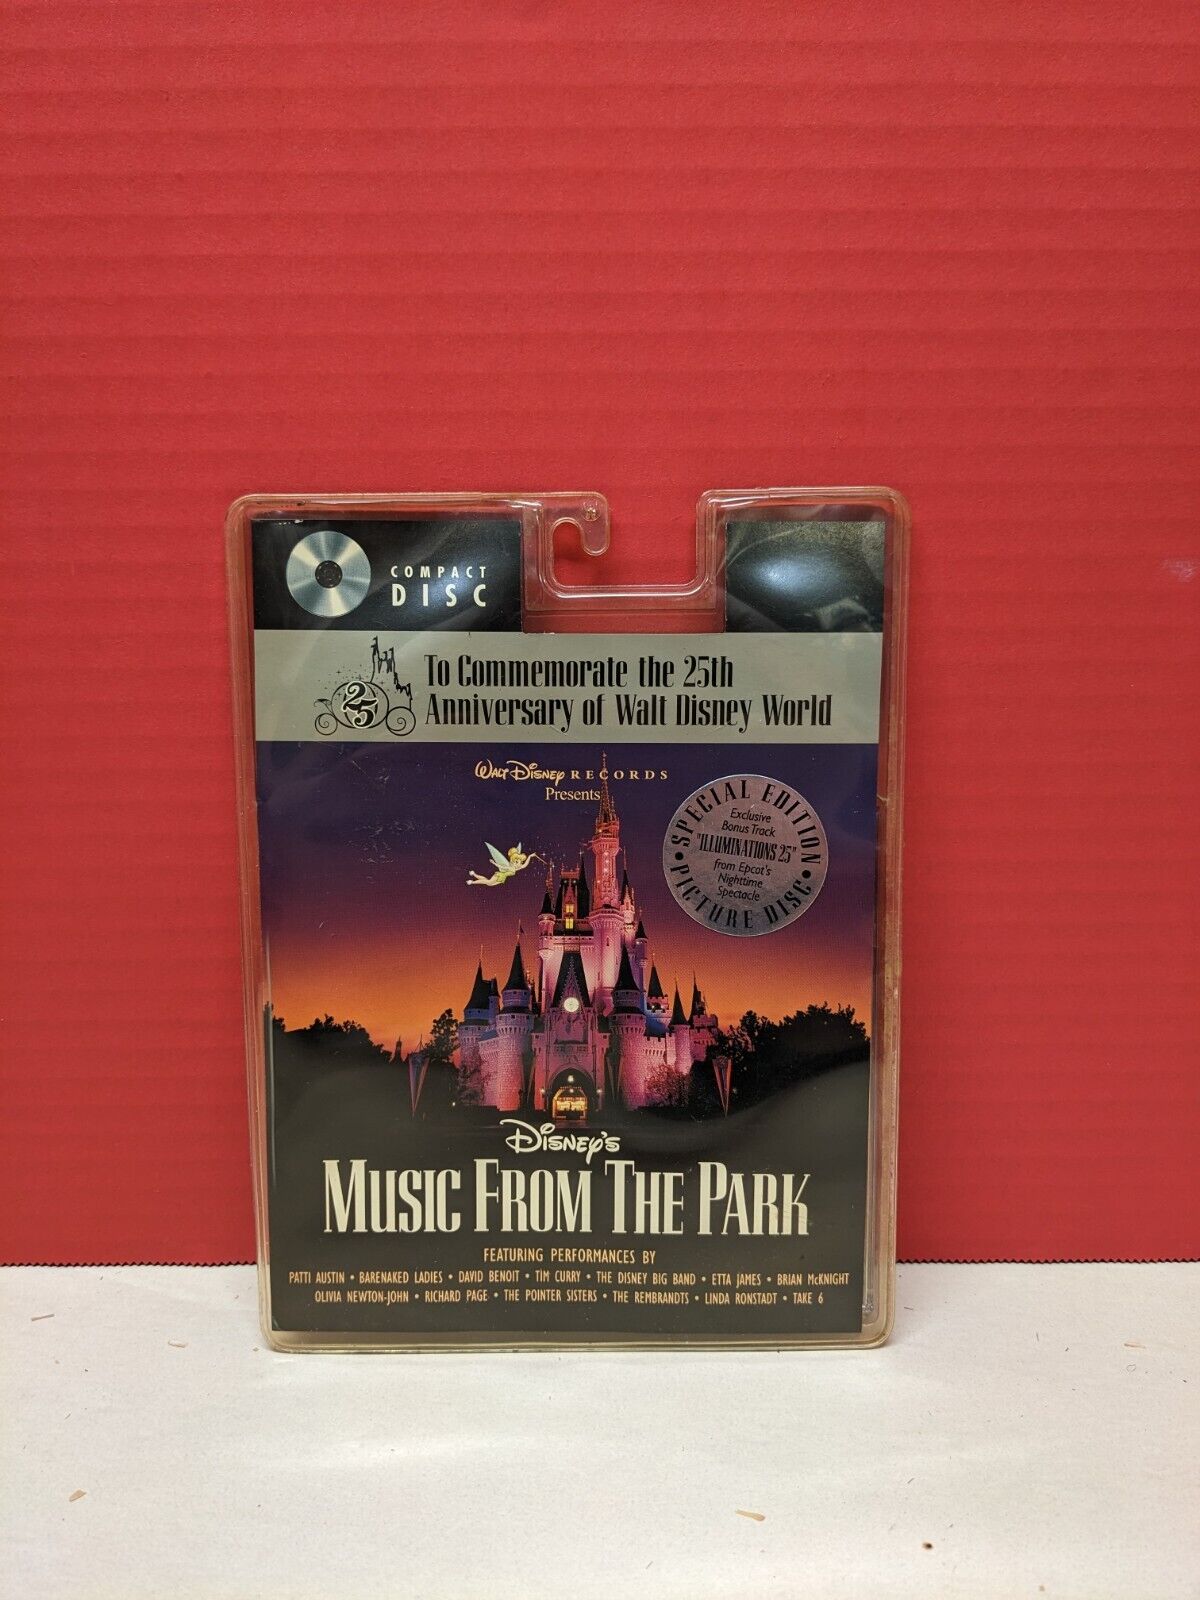 COMPACT
DISC
25
To Commemorate the 25th
Anniversary of Walt Disney World
Walt Disney RECORDS
Presents
SPECIAL EDITION
Exclusive
Bonus Track
"ILLUMINATIONS 25"
from Epcot's
Nighttime
Spectacle
• PICTURE DISC •
DISNEY'S
MUSIC FROM THE PARK
FEATURING PERFORMANCES BY
PATTI AUSTIN • BARENAKED LADIES • DAVID BENOIT • TIM CURRY • THE DISNEY BIG BAND • ETTA JAMES • BRIAN McKNIGHT
OLIVIA NEWTON-JOHN • RICHARD PAGE • THE POINTER SISTERS • THE REMBRANDTS • LINDA RONSTADT • TAKE 6